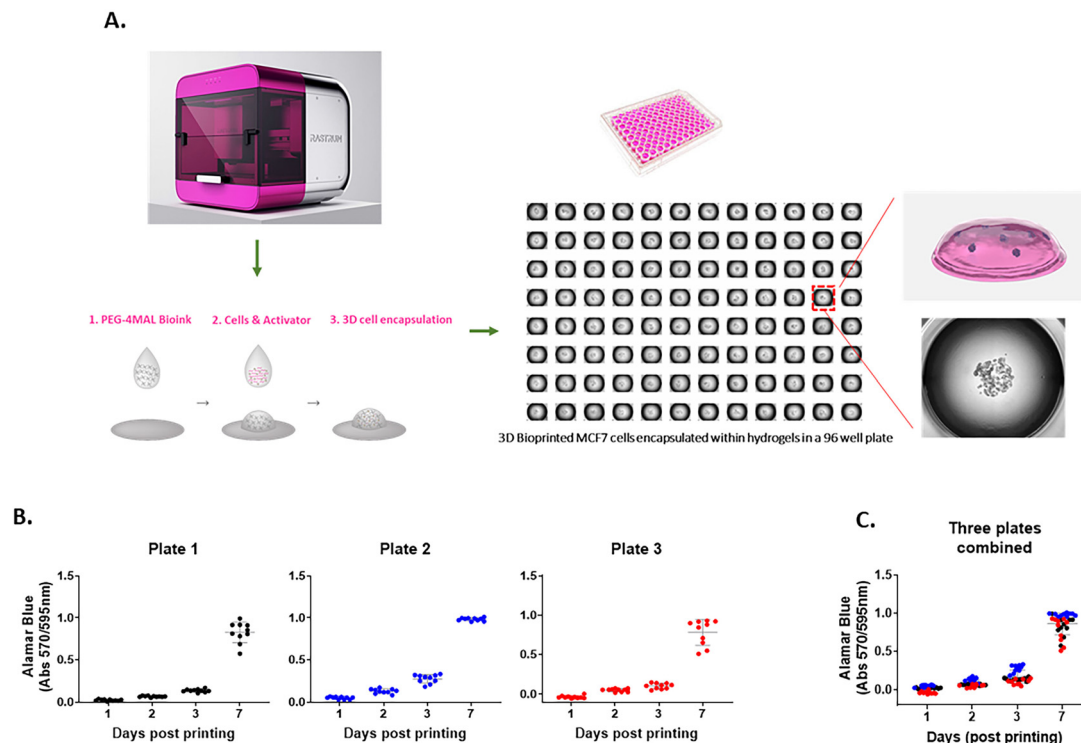 A.
RASTRUM
1. PEG-4MAL Bioink
2. Cells & Activator
3. 3D cell encapsulation
→
→
3D Bioprinted MCF7 cells encapsulated within hydrogels in a 96 well plate
B.
Plate 1
Alamar Blue
(Abs 570/595nm)
1.5
1.0
0.5
0.0
1
2
3
7
Days post printing
Plate 2
1.5
1.0
0.5
0.0
1
2
3
7
Days post printing
Plate 3
1.5
1.0
0.5
0.0
1
2
3
7
Days post printing
C.
Three plates
combined
Alamar Blue
(Abs 570/595nm)
1.5
1.0
0.5
0.0
1
2
3
7
Days (post printing)